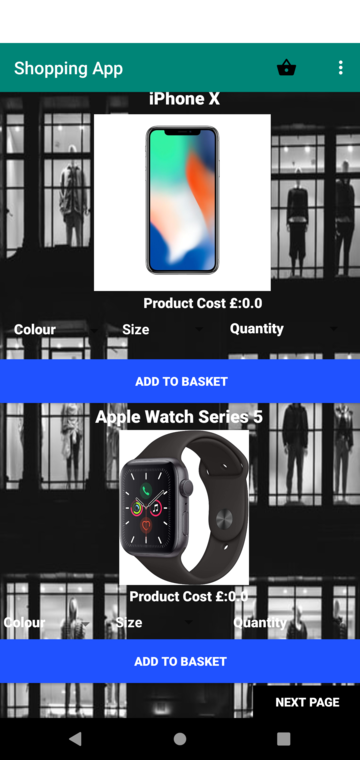 Shopping App
iPhone X
Product Cost £:0.0
Colour Size Quantity
ADD TO BASKET
Apple Watch Series 5
Product Cost £:0.0
Colour Size Quantity
ADD TO BASKET
NEXT PAGE